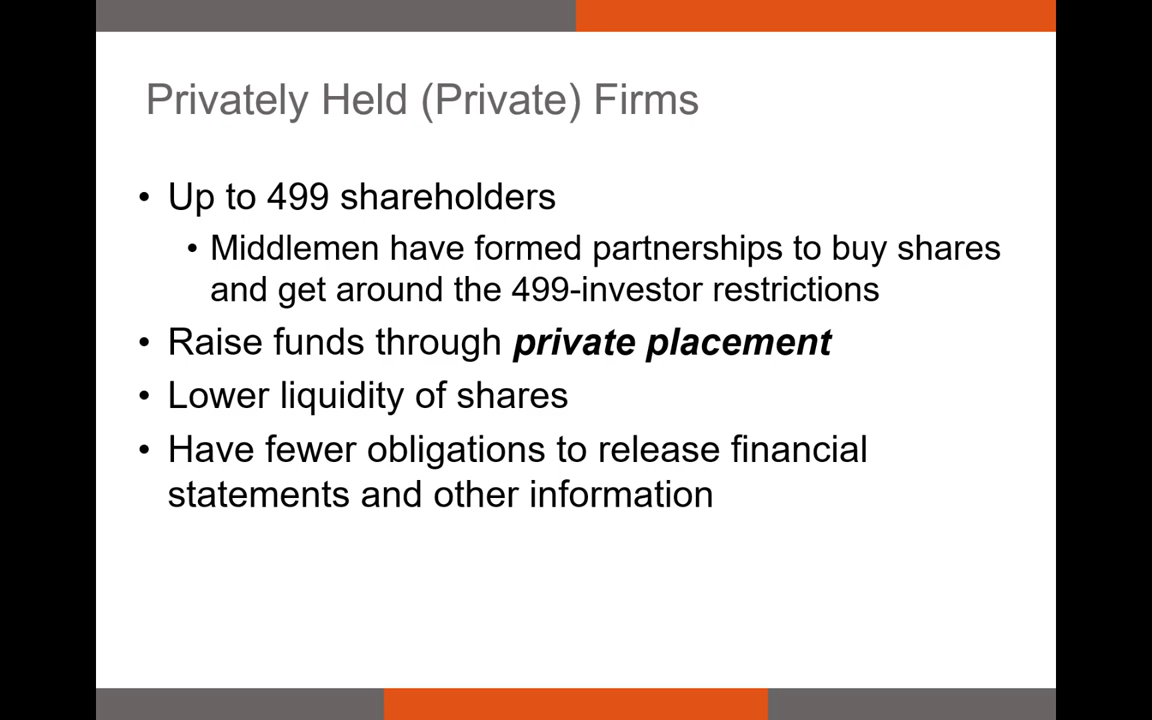 Privately Held (Private) Firms
• Up to 499 shareholders
• Middlemen have formed partnerships to buy shares
and get around the 499-investor restrictions
• Raise funds through private placement
• Lower liquidity of shares
• Have fewer obligations to release financial
statements and other information